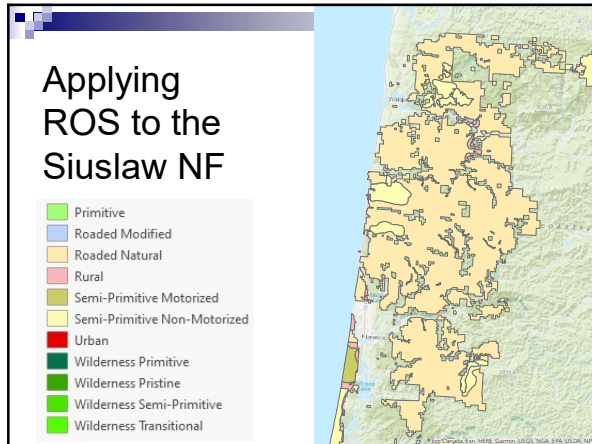 Applying
ROS to the
Siuslaw NF
Primitive
Roaded Modified
Roaded Natural
Rural
Semi-Primitive Motorized
Semi-Primitive Non-Motorized
Urban
Wilderness Primitive
Wilderness Pristine
Wilderness Semi-Primitive
Wilderness Transitional
Florence
Esri Canada, Esri, HERE, Garmin, USGS, NGA, EPA, USDA, NPS